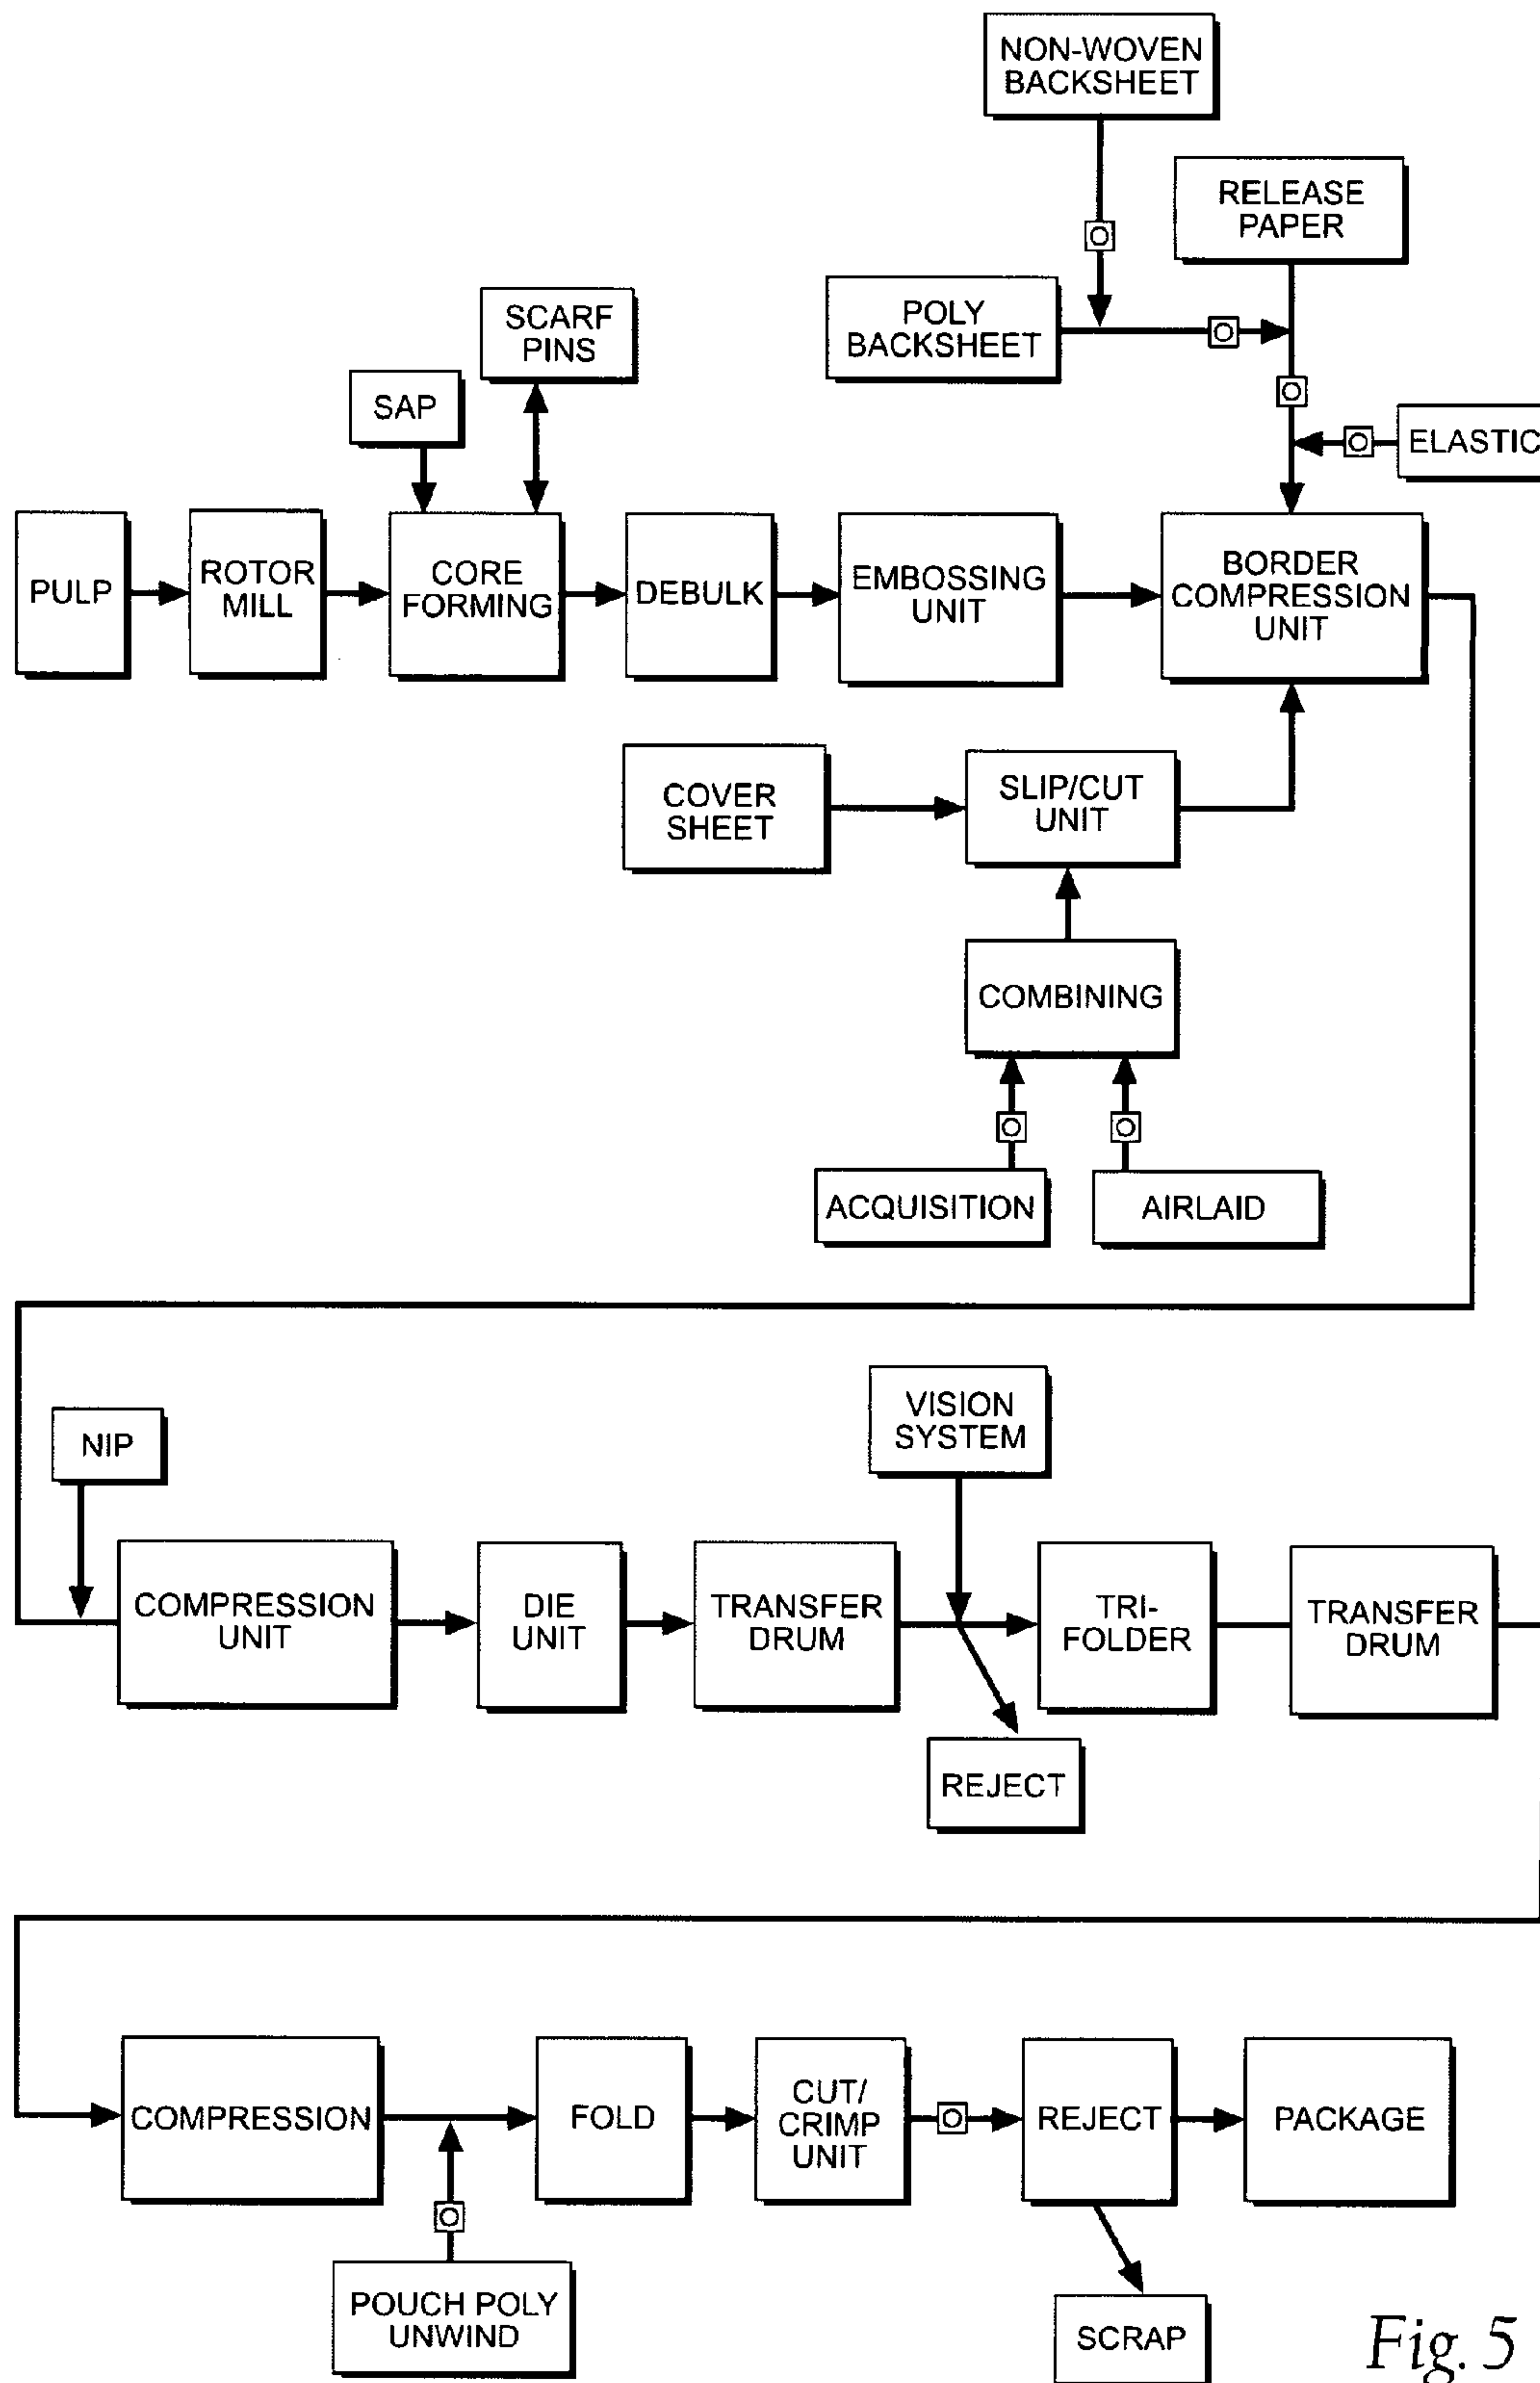 NON-WOVEN
BACKSHEET
RELEASE
PAPER
POLY
BACKSHEET
SCARF
PINS
SAP
ELASTIC
PULP
ROTOR
MILL
CORE
FORMING
DEBULK
EMBOSSING
UNIT
BORDER
COMPRESSION
UNIT
COVER
SHEET
SLIP/CUT
UNIT
COMBINING
ACQUISITION
AIRLAID
NIP
VISION
SYSTEM
COMPRESSION
UNIT
DIE
UNIT
TRANSFER
DRUM
TRI-
FOLDER
TRANSFER
DRUM
REJECT
COMPRESSION
FOLD
CUT/
CRIMP
UNIT
REJECT
PACKAGE
POUCH POLY
UNWIND
SCRAP
Fig. 5